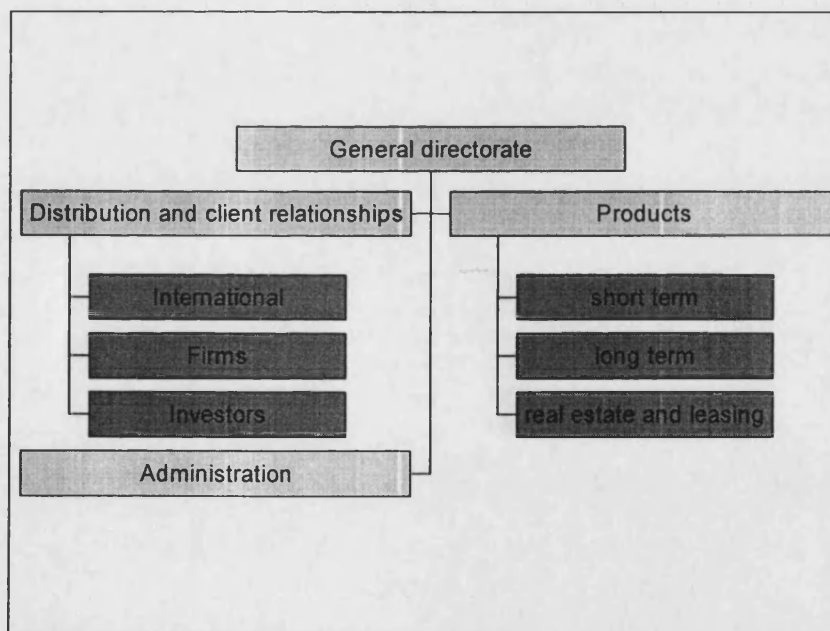 General directorate
Distribution and client relationships
Products
International
short term
Firms
long term
Investors
real estate and leasing
Administration